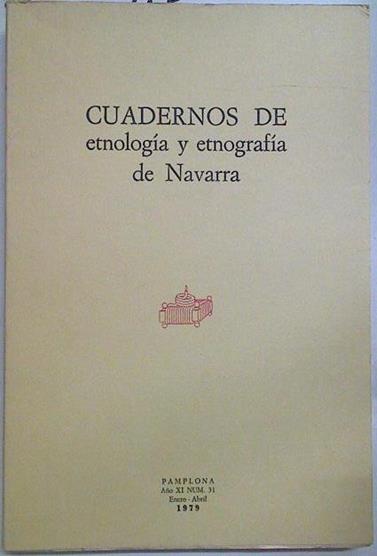 CUADERNOS DE
etnología y etnografía
de Navarra
PAMPLONA
Año XI NUM. 31
Enero - Abril
1979